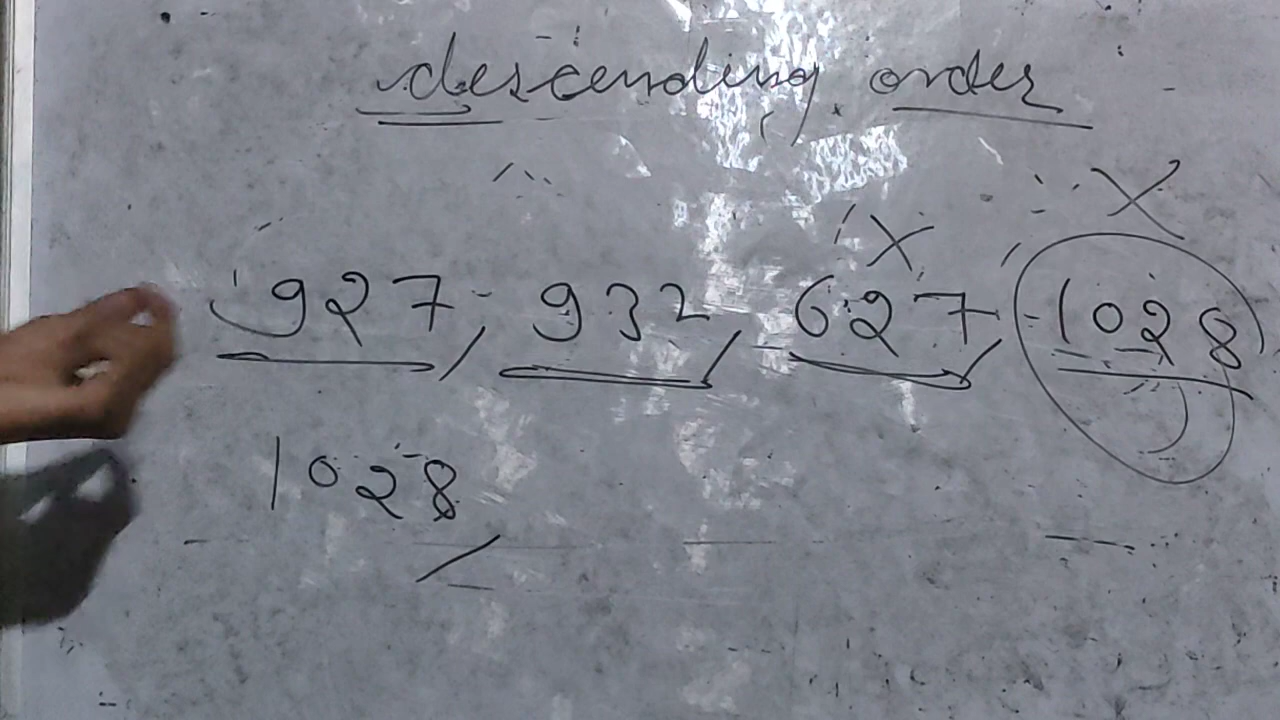 descending order
927, 932, 627, 1028
1028